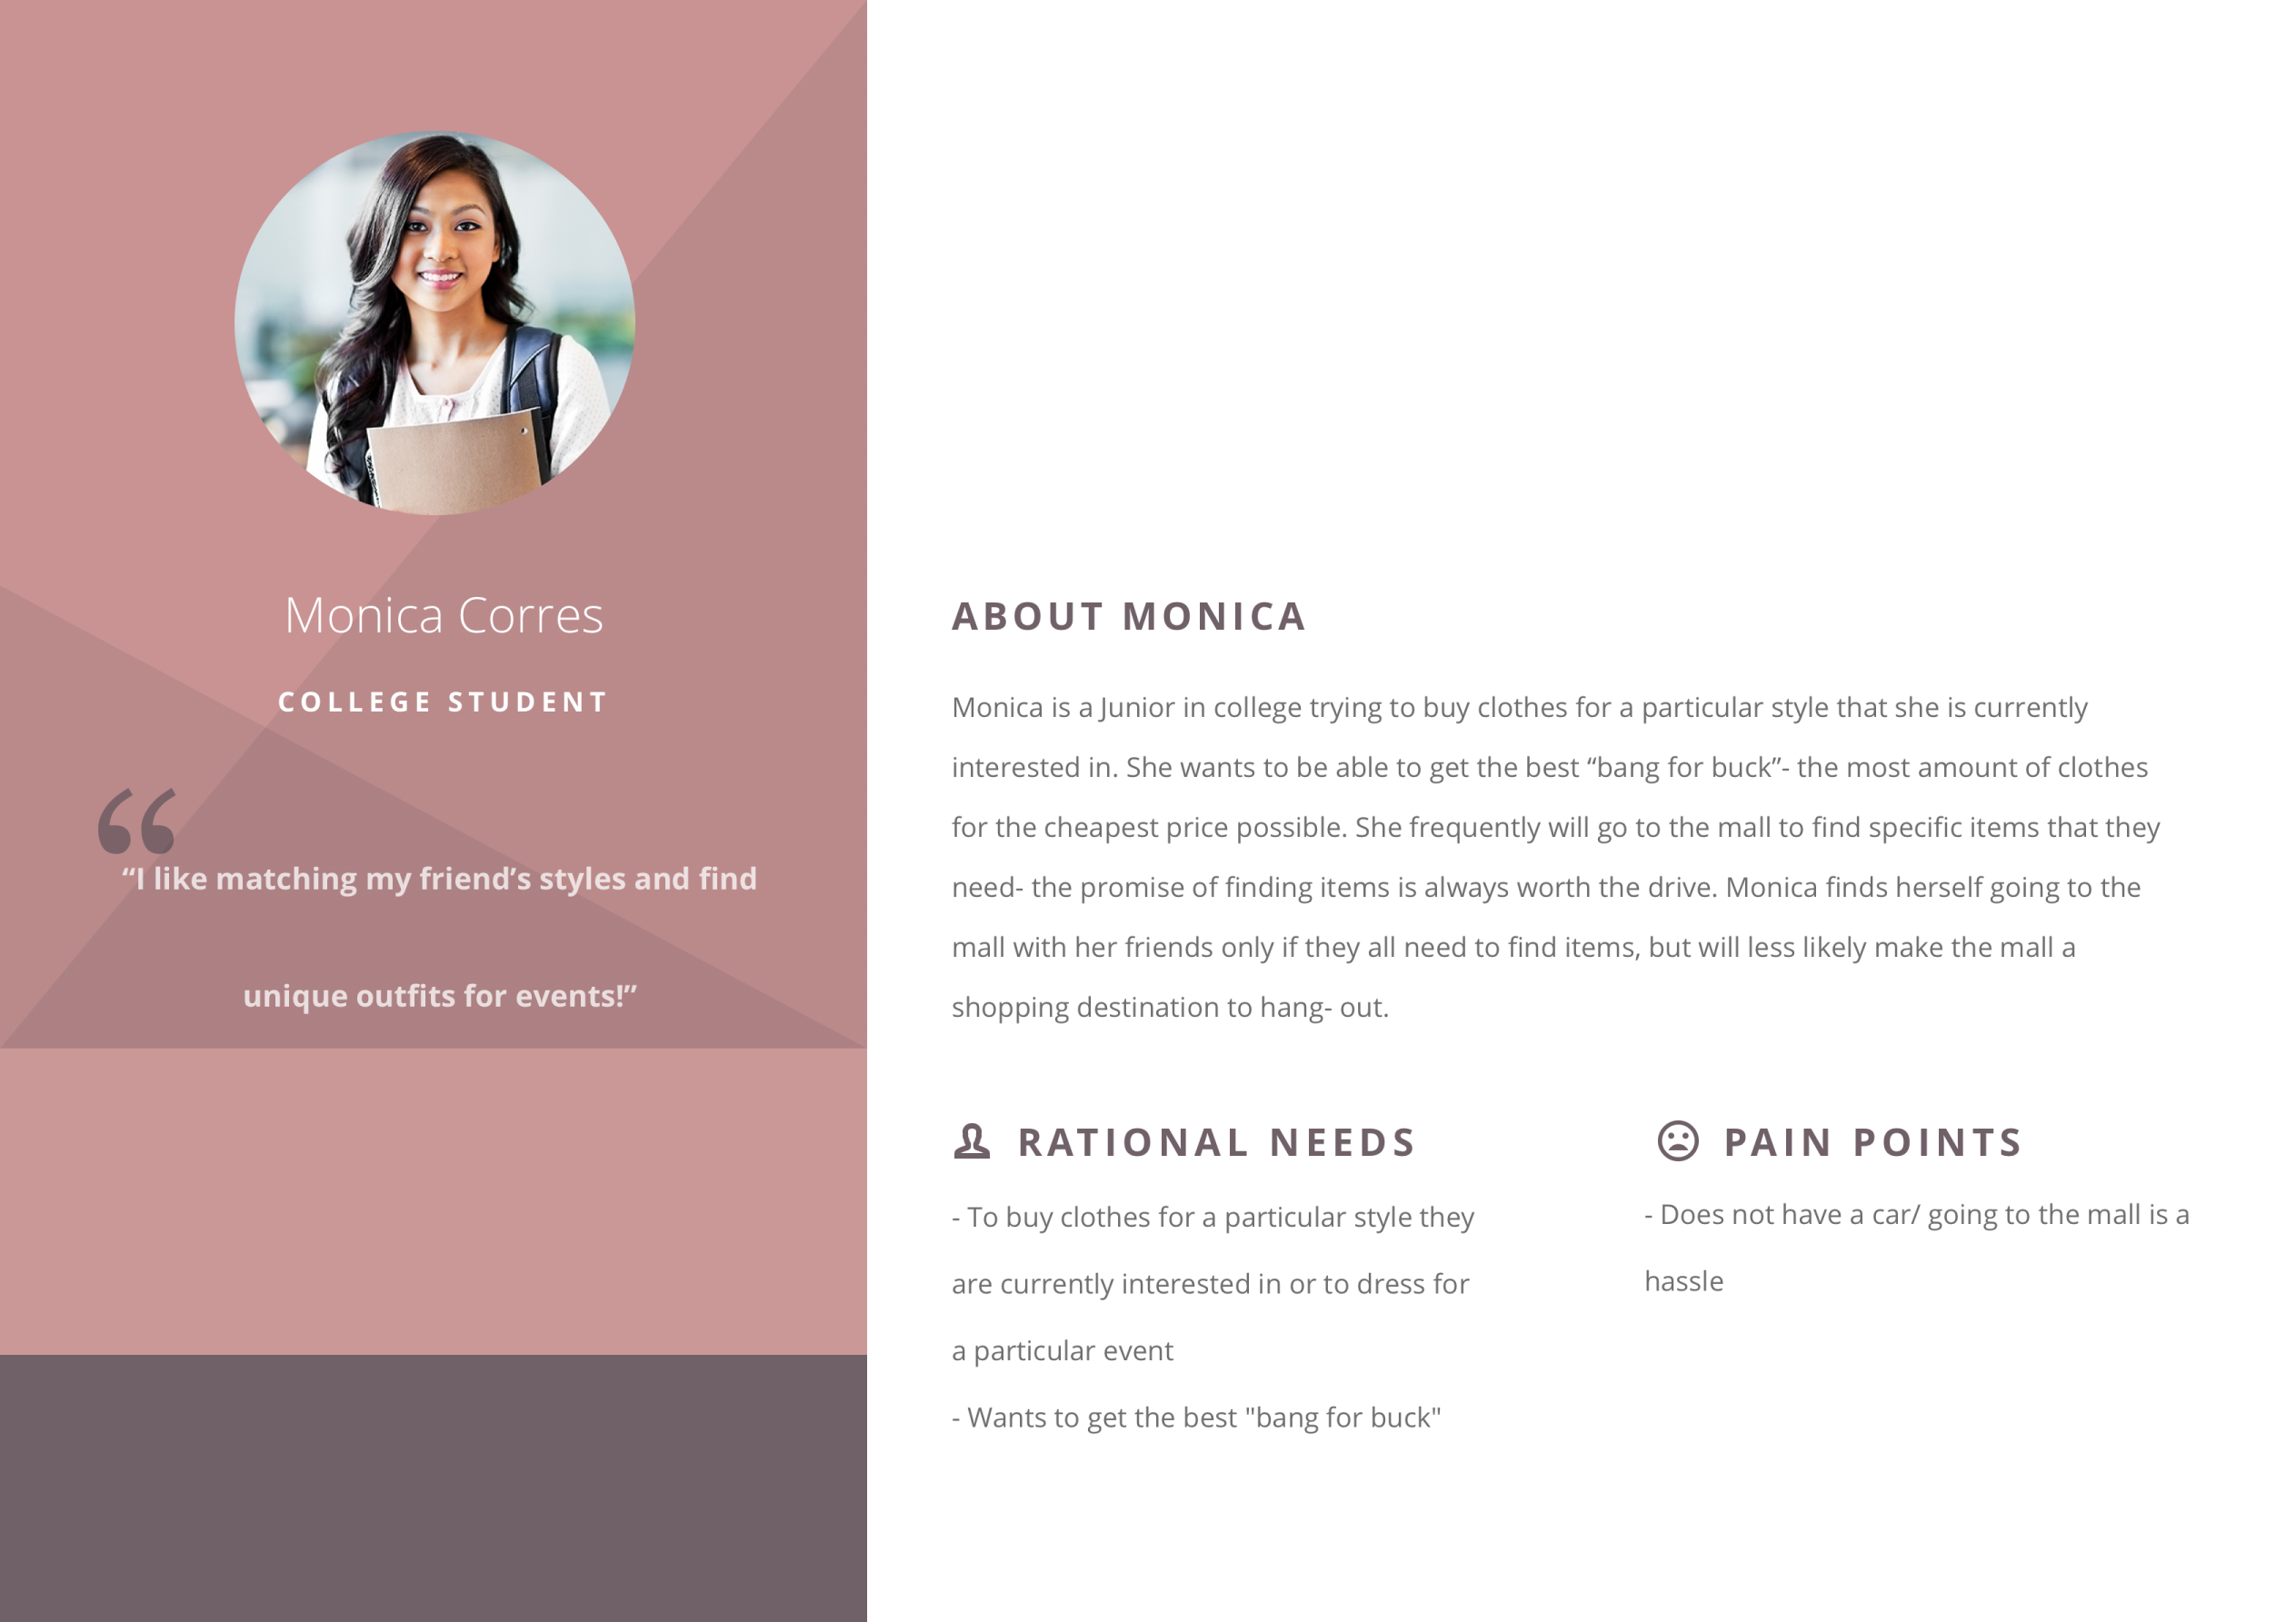 Monica Corres
COLLEGE STUDENT
“
“I like matching my friend’s styles and find
unique outfits for events!”
ABOUT MONICA
Monica is a Junior in college trying to buy clothes for a particular style that she is currently
interested in. She wants to be able to get the best “bang for buck”- the most amount of clothes
for the cheapest price possible. She frequently will go to the mall to find specific items that they
need- the promise of finding items is always worth the drive. Monica finds herself going to the
mall with her friends only if they all need to find items, but will less likely make the mall a
shopping destination to hang- out.
RATIONAL NEEDS
- To buy clothes for a particular style they
are currently interested in or to dress for
a particular event
- Wants to get the best "bang for buck"
PAIN POINTS
- Does not have a car/ going to the mall is a
hassle